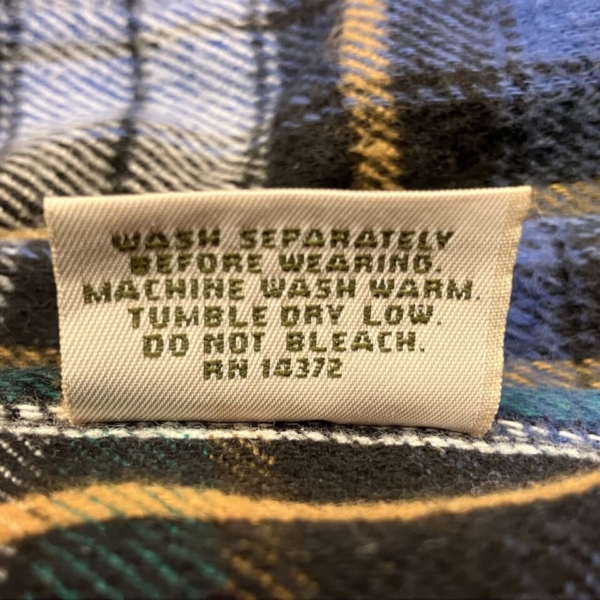 WASH SEPARATELY
BEFORE WEARING.
MACHINE WASH WARM.
TUMBLE DRY LOW.
DO NOT BLEACH.
RN 14372